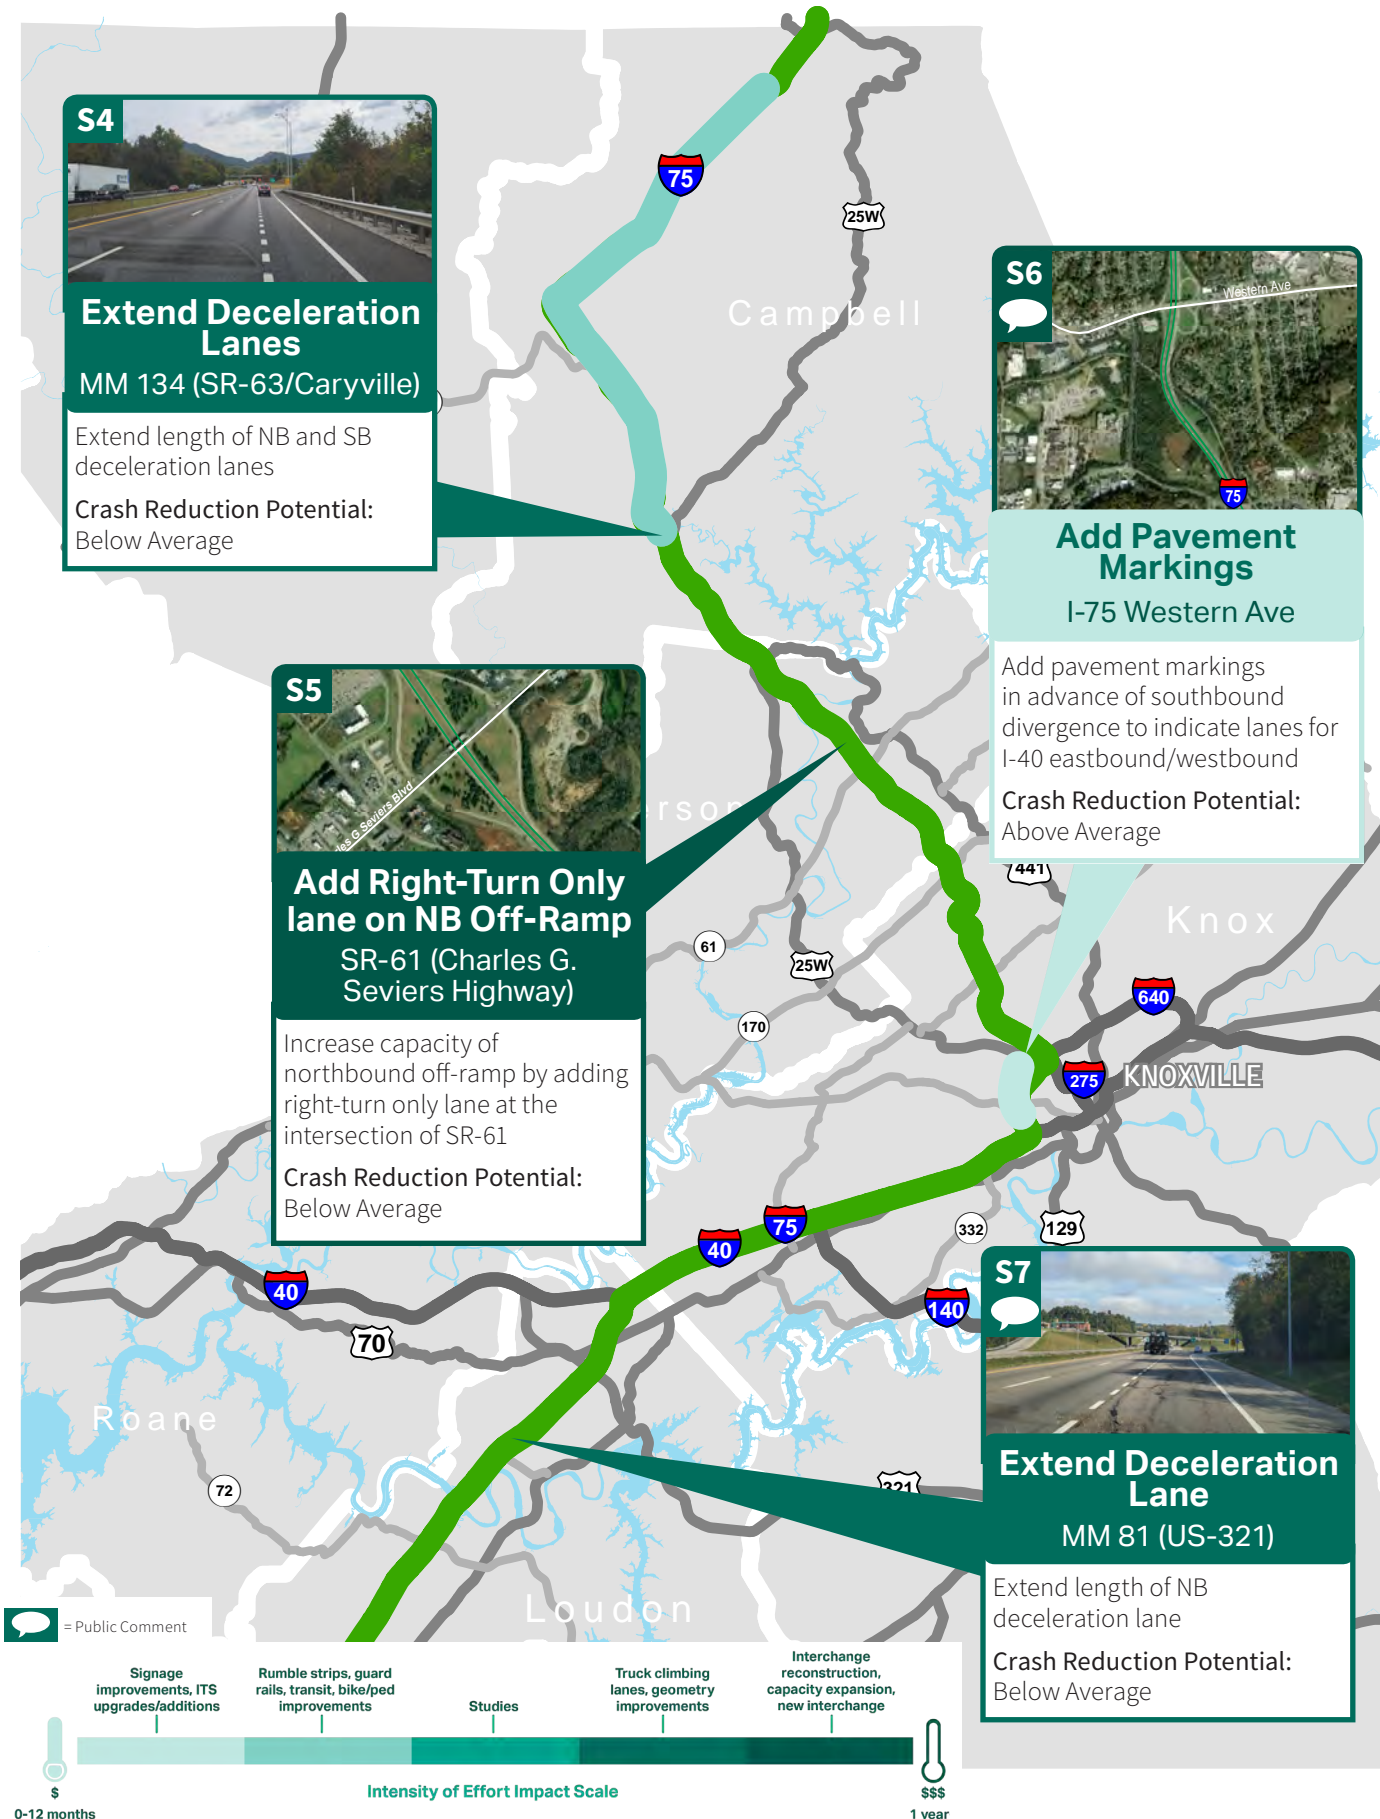 S4
Extend Deceleration
Lanes
MM 134 (SR-63/Caryville)
Extend length of NB and SB
deceleration lanes
Crash Reduction Potential:
Below Average
75
25W
Campbell
S6
Western Ave
75
Add Pavement
Markings
I-75 Western Ave
Add pavement markings
in advance of southbound
divergence to indicate lanes for
I-40 eastbound/westbound
Crash Reduction Potential:
Above Average
S5
les G Seviers Blvd
Add Right-Turn Only
lane on NB Off-Ramp
SR-61 (Charles G.
Seviers Highway)
Increase capacity of
northbound off-ramp by adding
right-turn only lane at the
intersection of SR-61
Crash Reduction Potential:
Below Average
erson
441
Knox
61
25W
640
170
275
KNOXVILLE
75
40
332
129
40
70
140
Roane
72
321
Loudon
S7
Extend Deceleration
Lane
MM 81 (US-321)
Extend length of NB
deceleration lane
Crash Reduction Potential:
Below Average
= Public Comment
Signage
improvements, ITS
upgrades/additions
Rumble strips, guard
rails, transit, bike/ped
improvements
Studies
Truck climbing
lanes, geometry
improvements
Interchange
reconstruction,
capacity expansion,
new interchange
$
0-12 months
Intensity of Effort Impact Scale
$$$
1 year